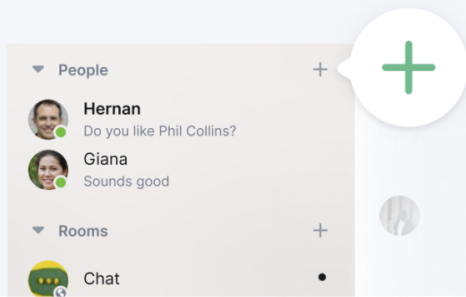 People
Hernan
Do you like Phil Collins?
Giana
Sounds good
Rooms
Chat